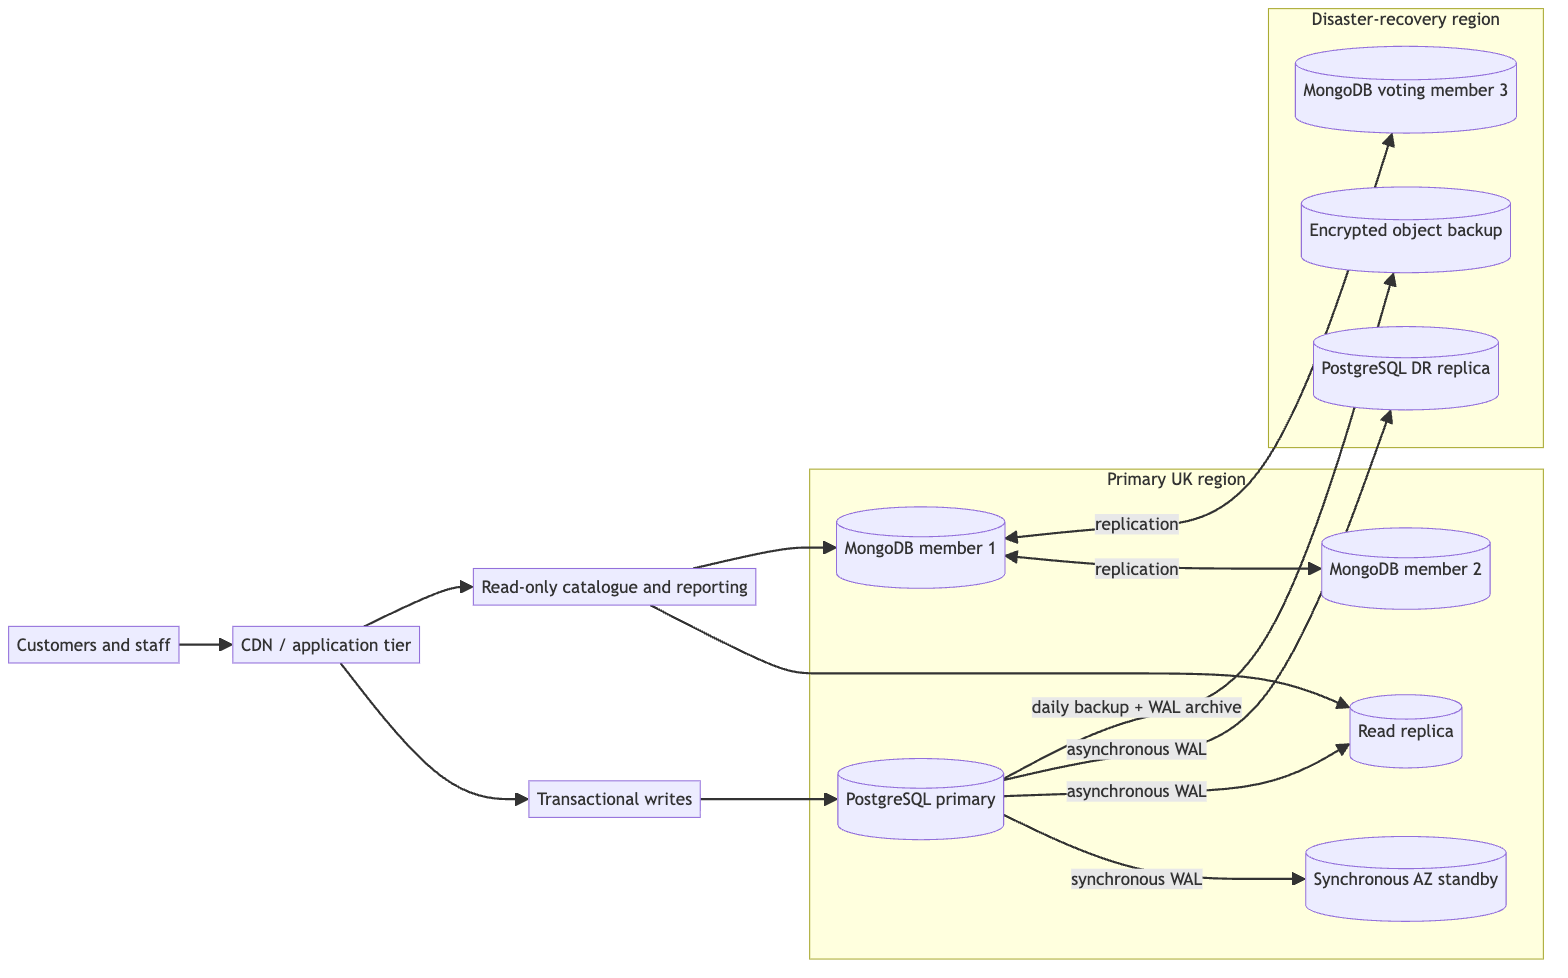 Disaster-recovery region
MongoDB voting member 3
Encrypted object backup
PostgreSQL DR replica
Primary UK region
replication
MongoDB member 1
replication
MongoDB member 2
Read-only catalogue and reporting
Customers and staff
CDN / application tier
daily backup + WAL archive
Read replica
asynchronous WAL
asynchronous WAL
Transactional writes
PostgreSQL primary
synchronous WAL
Synchronous AZ standby